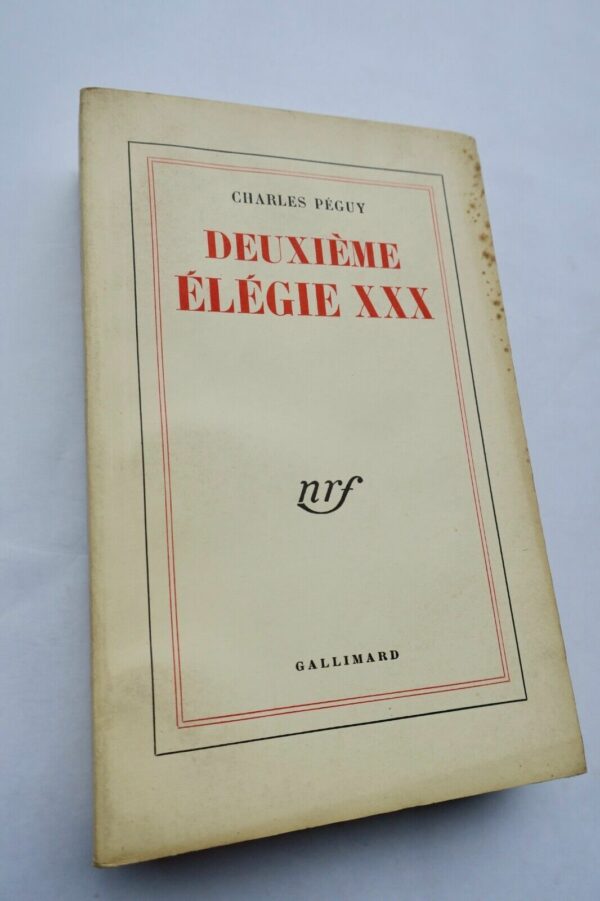 CHARLES PÉGUY
DEUXIÈME
ÉLÉGIE XXX
nrf
GALLIMARD